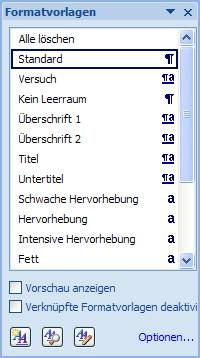 Formatvorlagen
Alle löschen
Standard ¶
Versuch ¶a
Kein Leerraum ¶
Überschrift 1 ¶a
Überschrift 2 ¶a
Titel ¶a
Untertitel ¶a
Schwache Hervorhebung a
Hervorhebung a
Intensive Hervorhebung a
Fett a
Vorschau anzeigen
Verknüpfte Formatvorlagen deaktivi
Optionen...